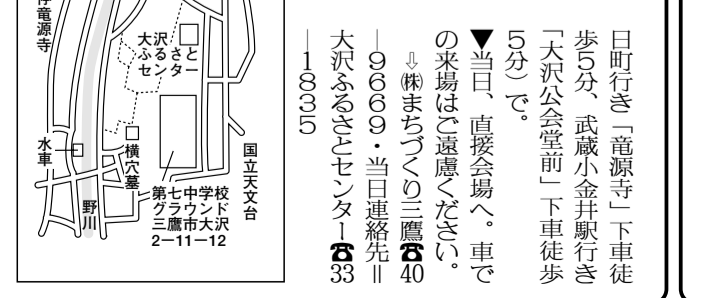 日町行き「竜源寺」下車徒
歩5分、武蔵小金井駅行き
「大沢公会堂前」下車徒歩
5分）で。
▼当日、直接会場へ。車で
の来場はご遠慮ください。
⇩㈱まちづくり三鷹☎40
―9669・当日連絡先＝
大沢ふるさとセンター☎33
―1835
竜源寺
大沢
ふるさと
センター
水車
横穴墓
国立天文台
野川
第七中学校
グラウンド
三鷹市大沢
2―11―12